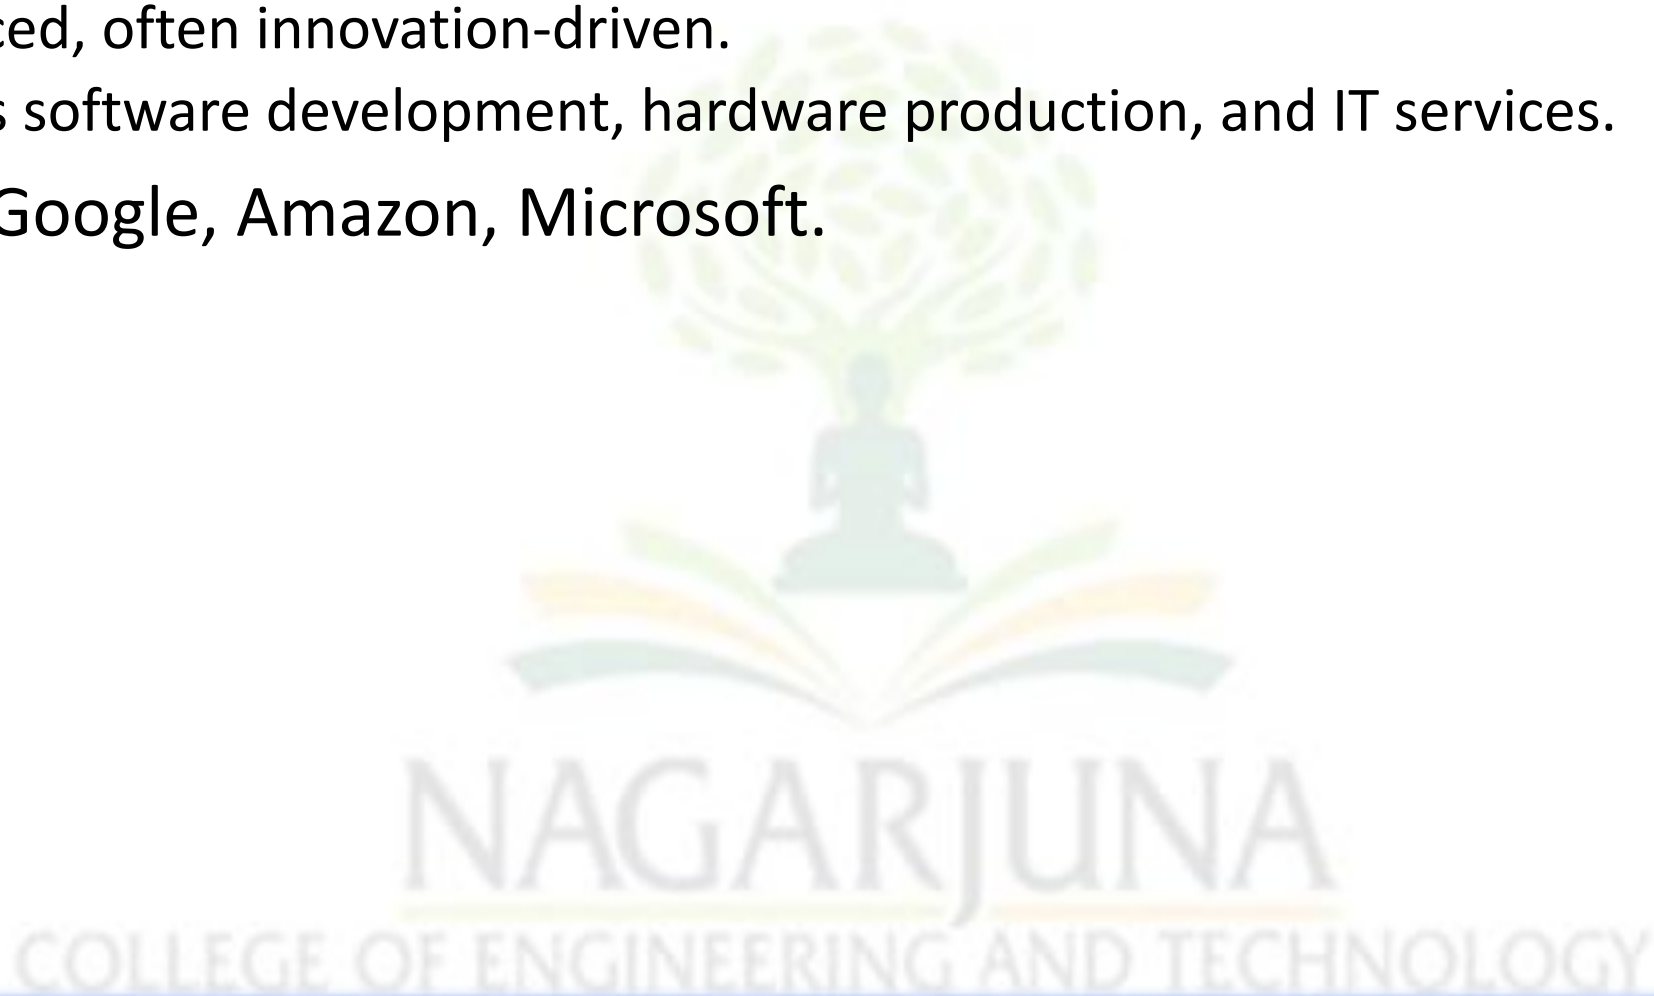 ced, often innovation-driven.
s software development, hardware production, and IT services.
Google, Amazon, Microsoft.
NAGARJUNA
COLLEGE OF ENGINEERING AND TECHNOLOGY